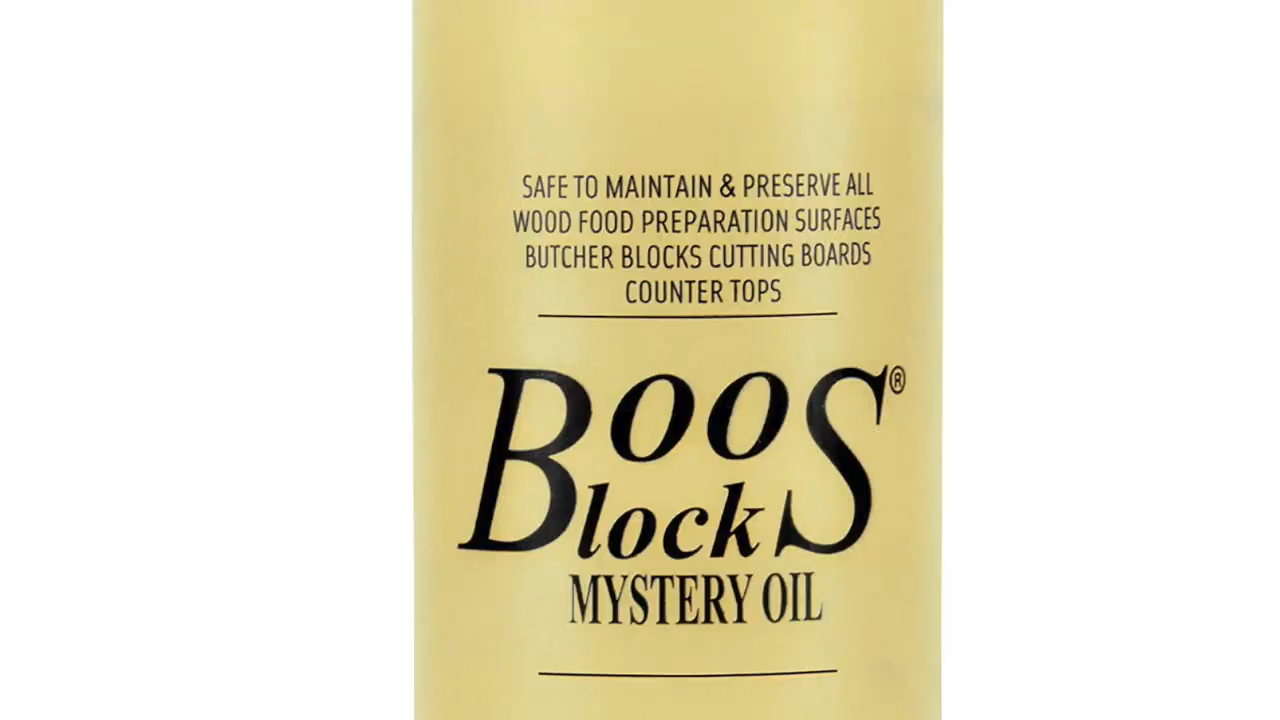 SAFE TO MAINTAIN & PRESERVE ALL
WOOD FOOD PREPARATION SURFACES
BUTCHER BLOCKS CUTTING BOARDS
COUNTER TOPS
BOOS®
Block
MYSTERY OIL